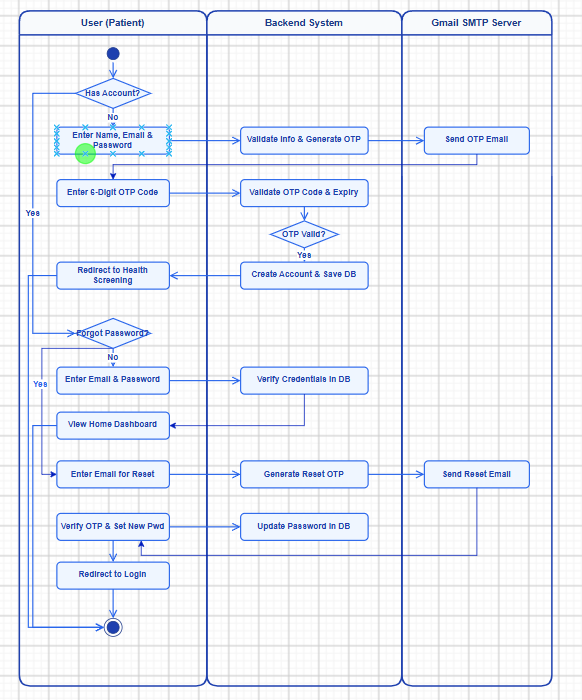 User (Patient)
Backend System
Gmail SMTP Server
Has Account?
No
Enter Name, Email &
Password
Validate Info & Generate OTP
Send OTP Email
Enter 6-Digit OTP Code
Validate OTP Code & Expiry
Yes
OTP Valid?
Yes
Redirect to Health
Screening
Create Account & Save DB
Forgot Password?
No
Yes
Enter Email & Password
Verify Credentials in DB
View Home Dashboard
Enter Email for Reset
Generate Reset OTP
Send Reset Email
Verify OTP & Set New Pwd
Update Password in DB
Redirect to Login